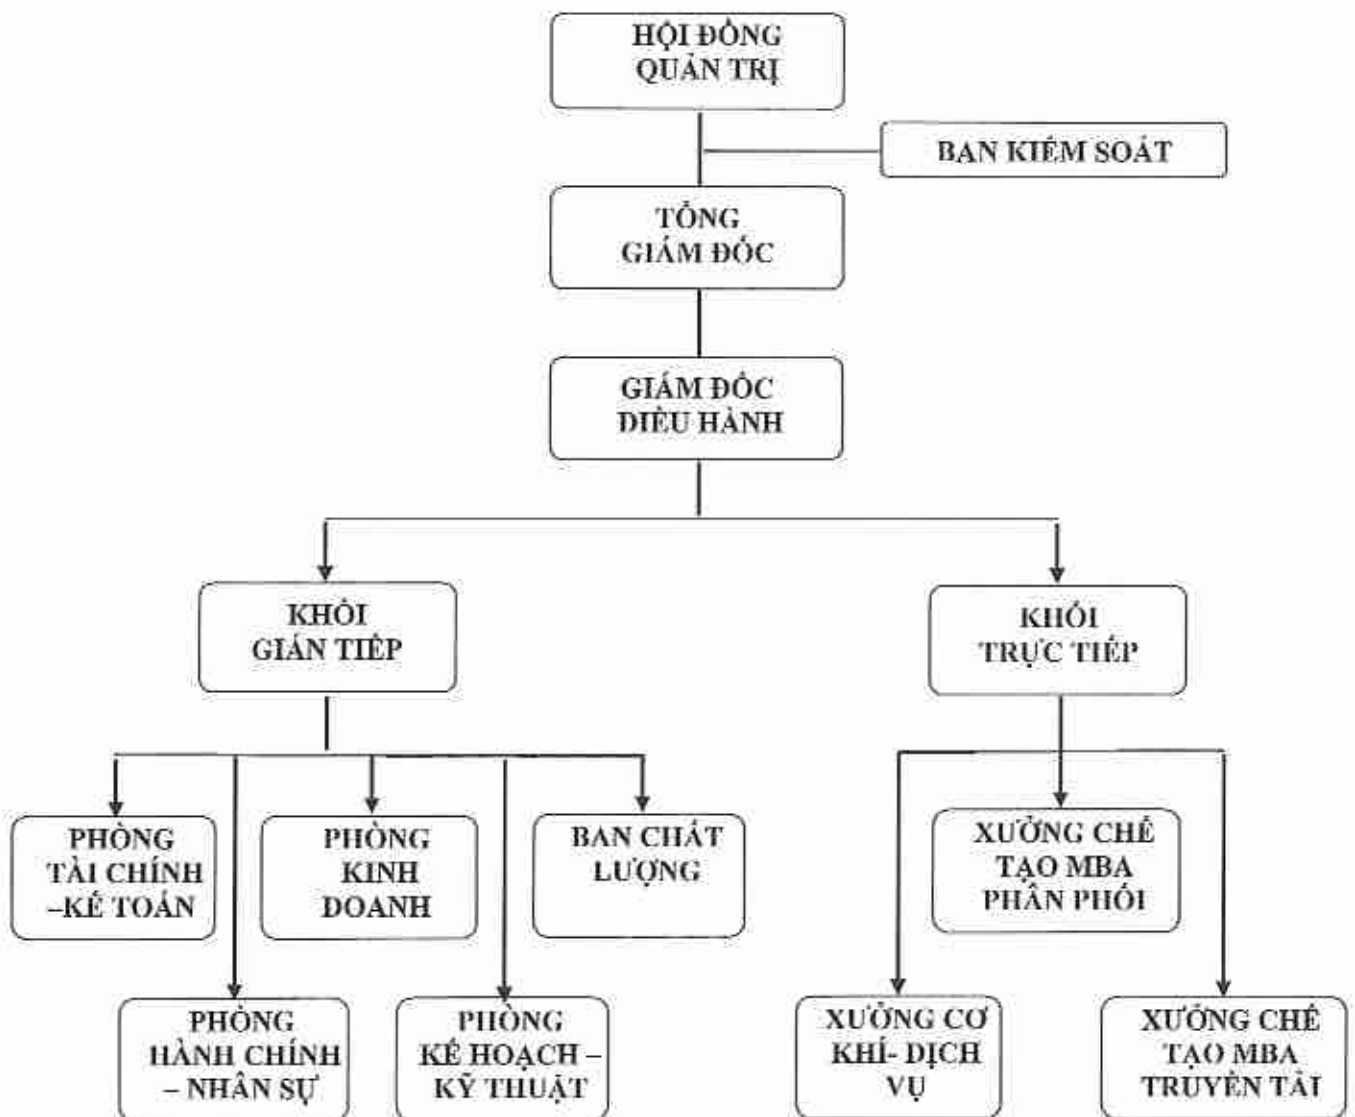 HỘI ĐỒNG
QUẢN TRỊ
BAN KIỂM SOÁT
TỔNG
GIÁM ĐỐC
GIÁM ĐỐC
ĐIỀU HÀNH
KHỐI
GIÁN TIẾP
KHỐI
TRỰC TIẾP
PHÒNG
TÀI CHÍNH
–KẾ TOÁN
PHÒNG
KINH
DOANH
BAN CHẤT
LƯỢNG
XƯỞNG CHẾ
TẠO MBA
PHÂN PHỐI
PHÒNG
HÀNH CHÍNH
– NHÂN SỰ
PHÒNG
KẾ HOẠCH –
KỸ THUẬT
XƯỞNG CƠ
KHÍ- DỊCH
VỤ
XƯỞNG CHẾ
TẠO MBA
TRUYỀN TẢI